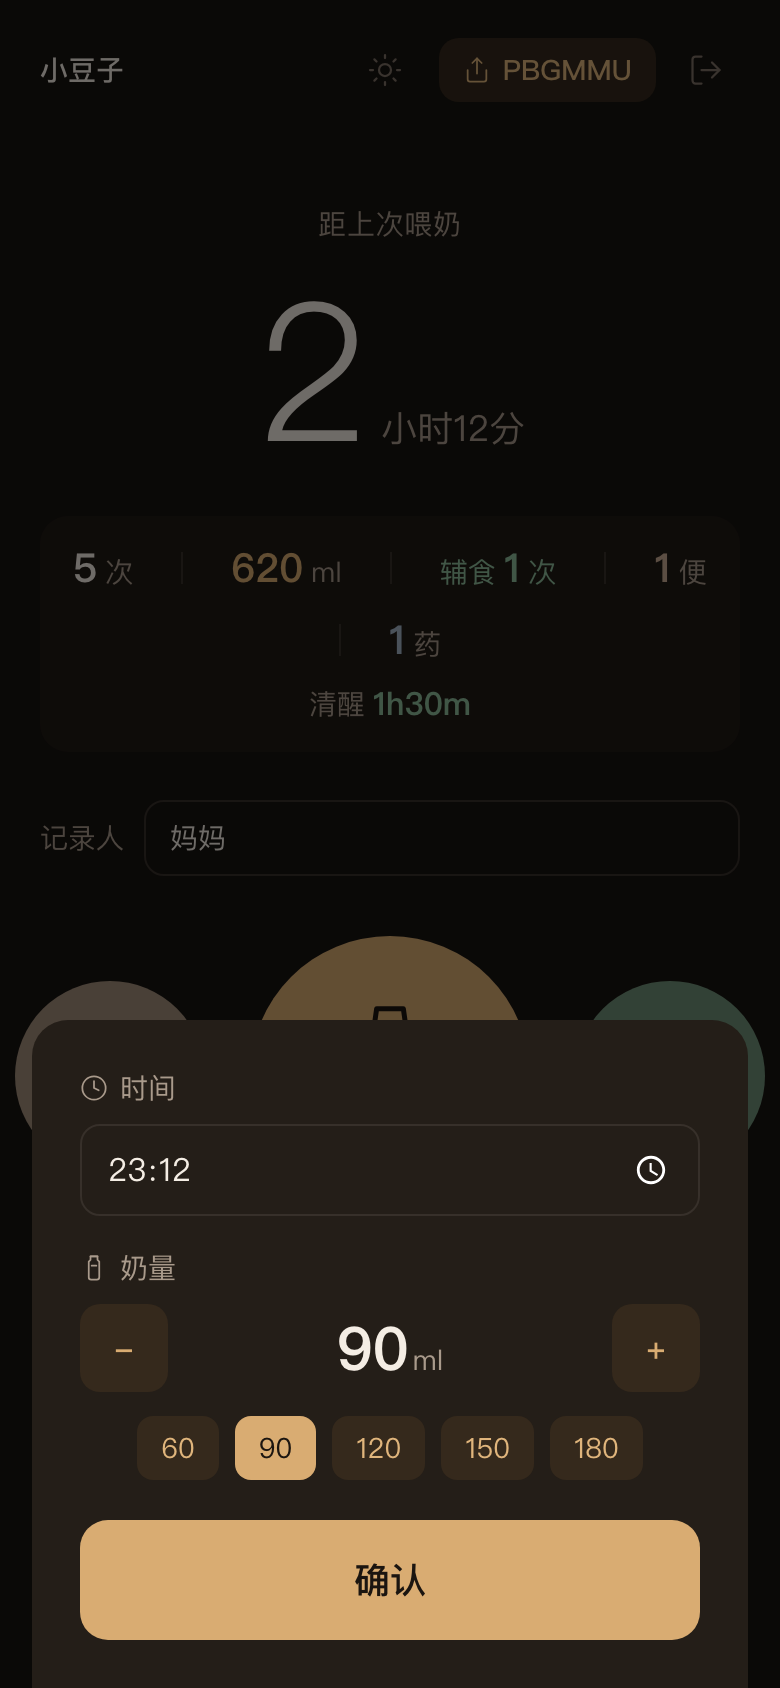 小豆子 PBGMMU
距上次喂奶
2 小时12分
5 次 620 ml 辅食 1 次 1 便
1 药
清醒 1h30m
记录人 妈妈
时间
23:12
奶量
− 90 ml +
60 90 120 150 180
确认